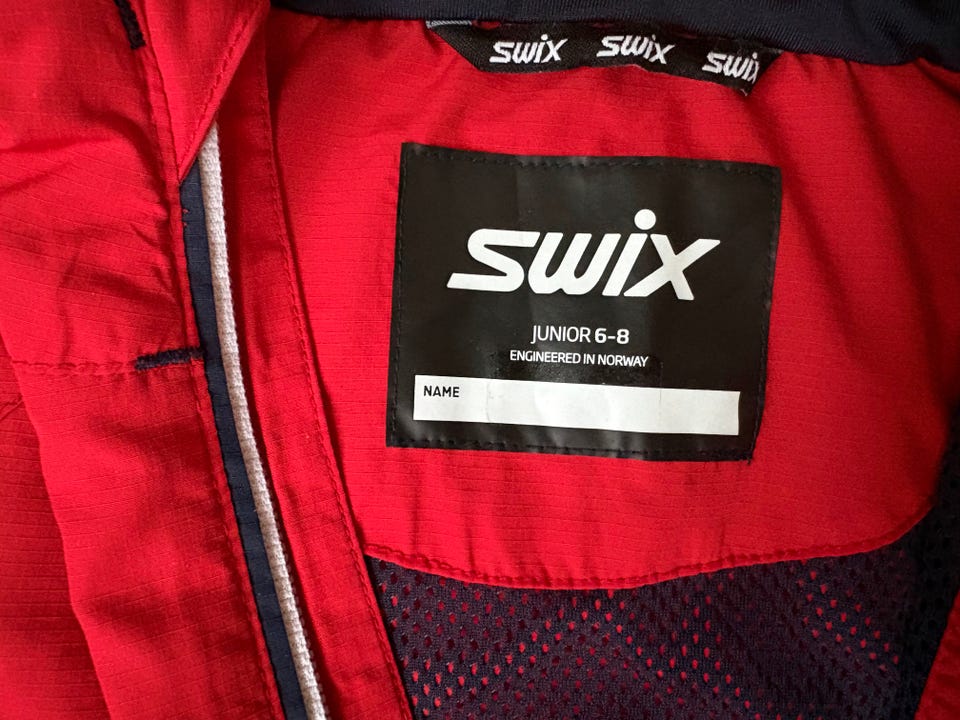 SWIX SWIX SWIX
SWIX
JUNIOR 6-8
ENGINEERED IN NORWAY
NAME